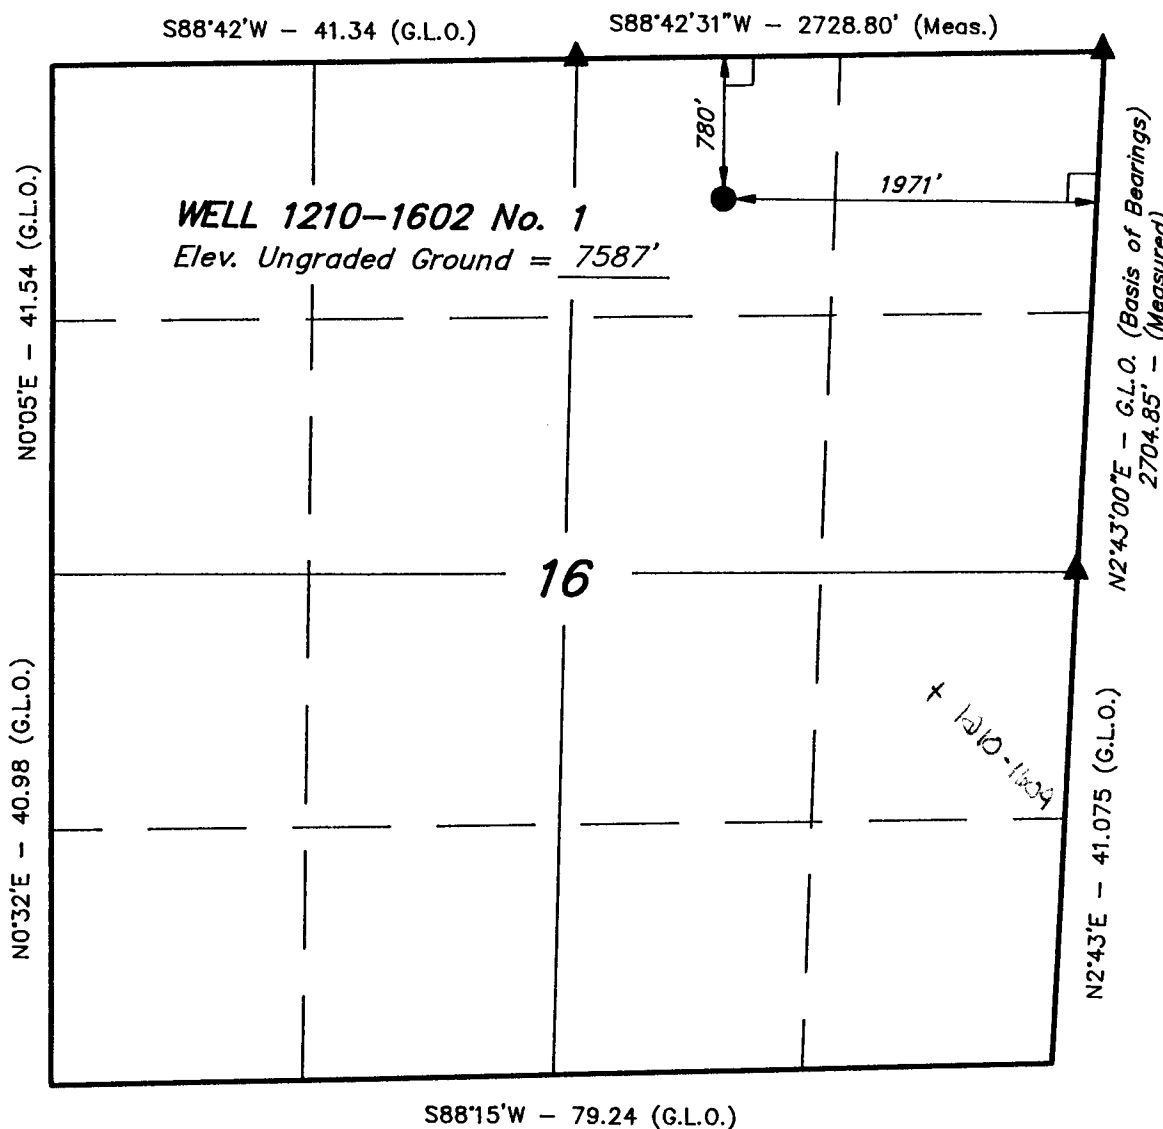 S88°42'W – 41.34 (G.L.O.)
S88°42'31"W – 2728.80' (Meas.)
780'
1971'
WELL 1210–1602 No. 1
Elev. Ungraded Ground = 7587'
N0°05'E – 41.54 (G.L.O.)
N2°43'00"E – G.L.O. (Basis of Bearings)
2704.85' – (Measured)
16
N0°32'E – 40.98 (G.L.O.)
x 1210-1609
N2°43'E – 41.075 (G.L.O.)
S88°15'W – 79.24 (G.L.O.)